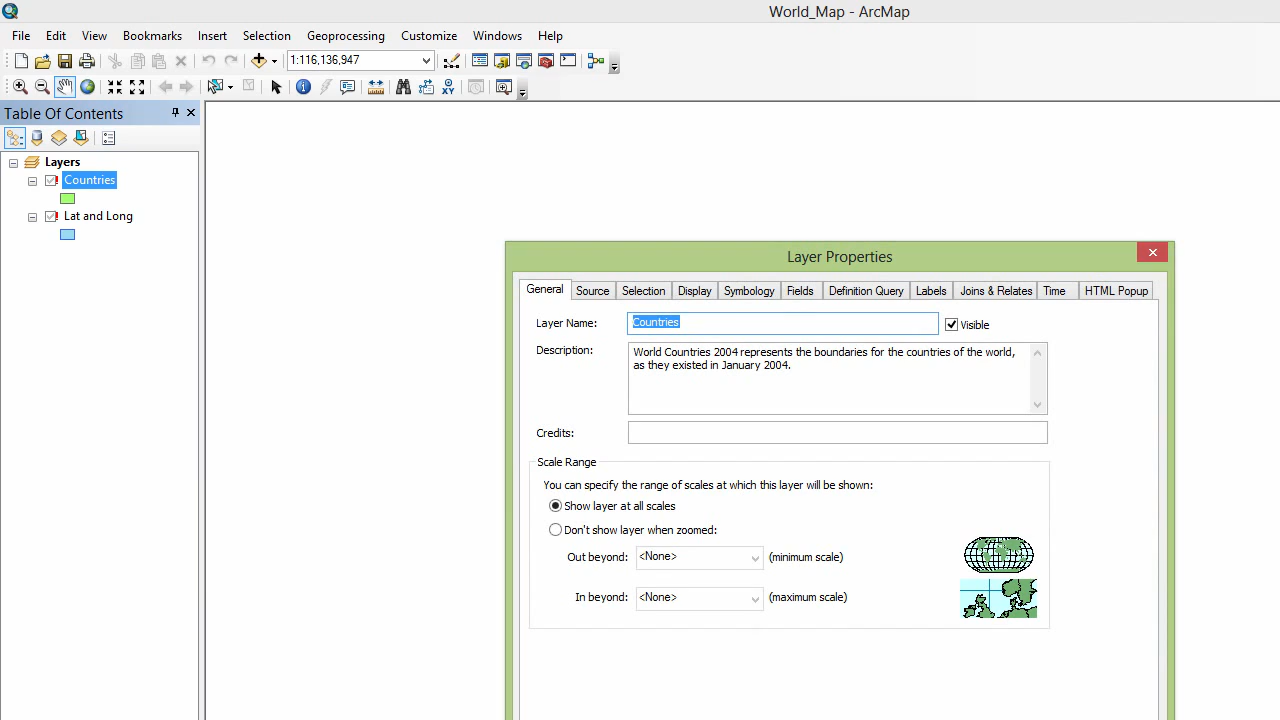 World_Map - ArcMap
File Edit View Bookmarks Insert Selection Geoprocessing Customize Windows Help
1:116,136,947
Table Of Contents
Layers
Countries
Lat and Long
Layer Properties
General Source Selection Display Symbology Fields Definition Query Labels Joins & Relates Time HTML Popup
Layer Name: Countries Visible
Description: World Countries 2004 represents the boundaries for the countries of the world,
as they existed in January 2004.
Credits:
Scale Range
You can specify the range of scales at which this layer will be shown:
Show layer at all scales
Don't show layer when zoomed:
Out beyond: <None> (minimum scale)
In beyond: <None> (maximum scale)